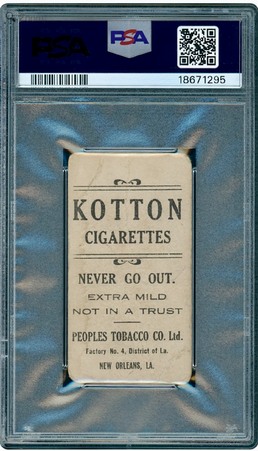 PSA
PSA
18671295
KOTTON
CIGARETTES
NEVER GO OUT.
EXTRA MILD
NOT IN A TRUST
PEOPLES TOBACCO CO. Ltd.
Factory No. 4, District of La.
NEW ORLEANS, LA.